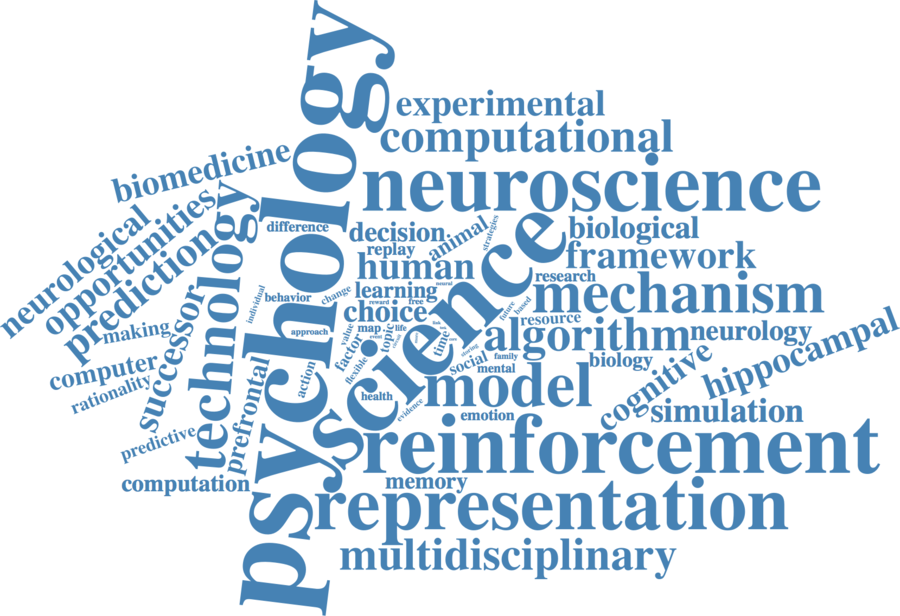 psychology
experimental
computational
neuroscience
biomedicine
neurological
opportunities
prediction
technology
difference
decision
replay
animal
strategies
biological
framework
human
science
research
neural
mechanism
learning
individual
behavior
change
reward
free
choice
future
based
resource
approach
value
map
life
topic
event
factor
time
algorithm
neurology
making
successor
computer
rationality
prefrontal
action
flexible
social
family
mental
biology
cognitive
hippocampal
health
model
evidence
emotion
simulation
predictive
reinforcement
computation
memory
representation
multidisciplinary